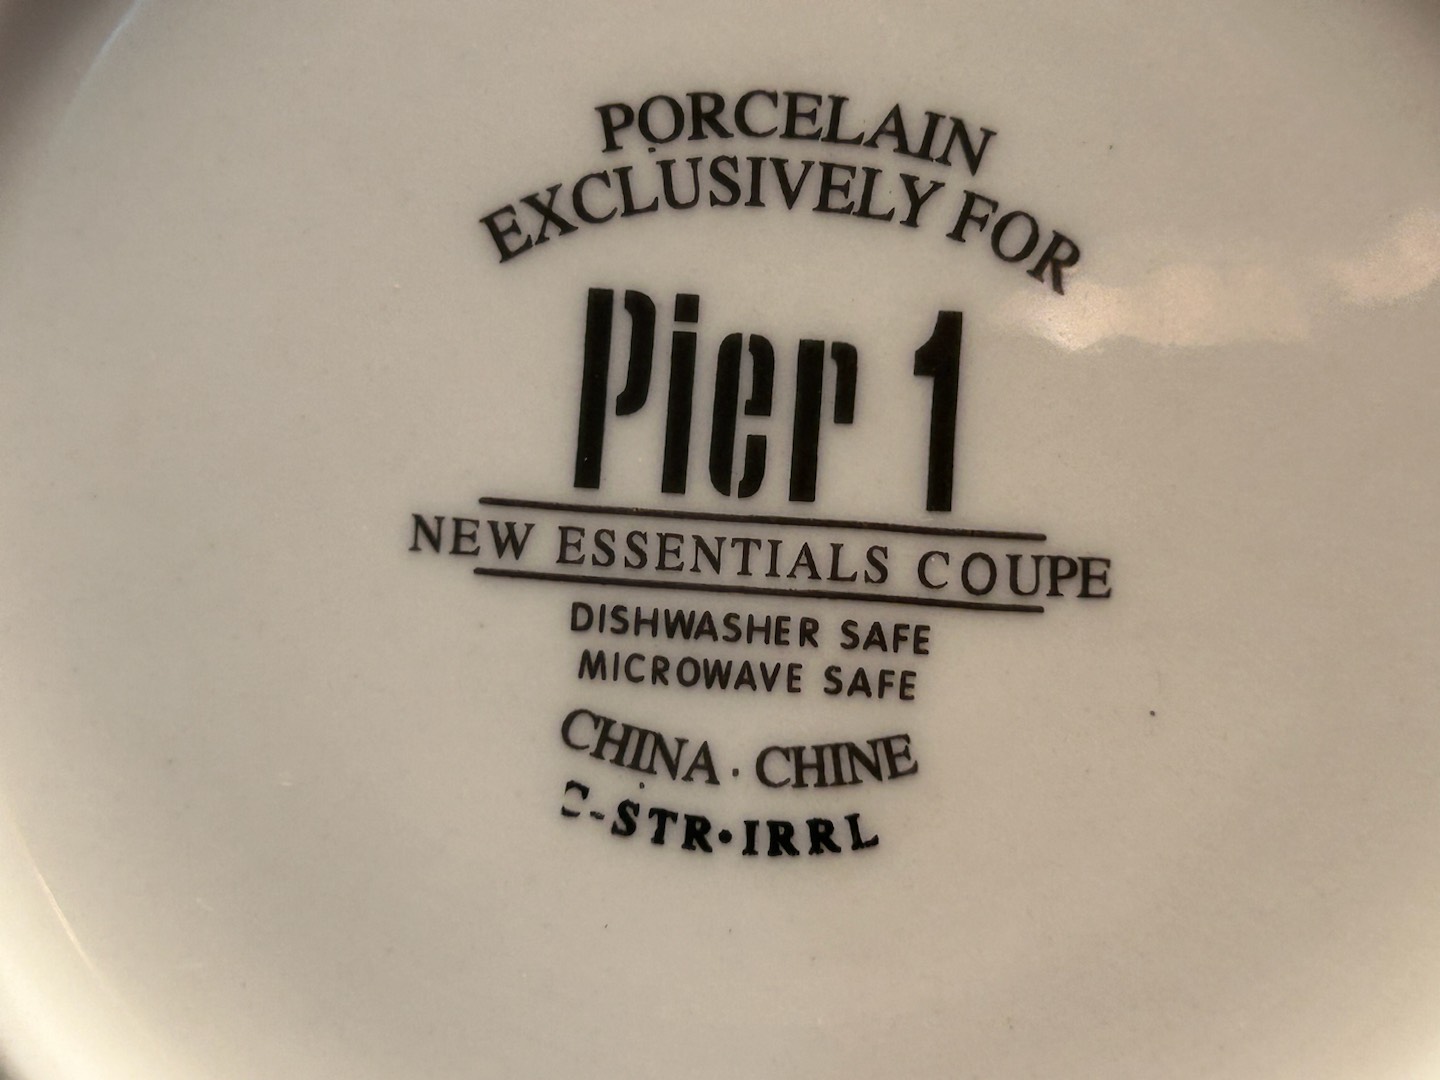 PORCELAIN
EXCLUSIVELY FOR
Pier 1
NEW ESSENTIALS COUPE
DISHWASHER SAFE
MICROWAVE SAFE
CHINA · CHINE
-STR•IRRL